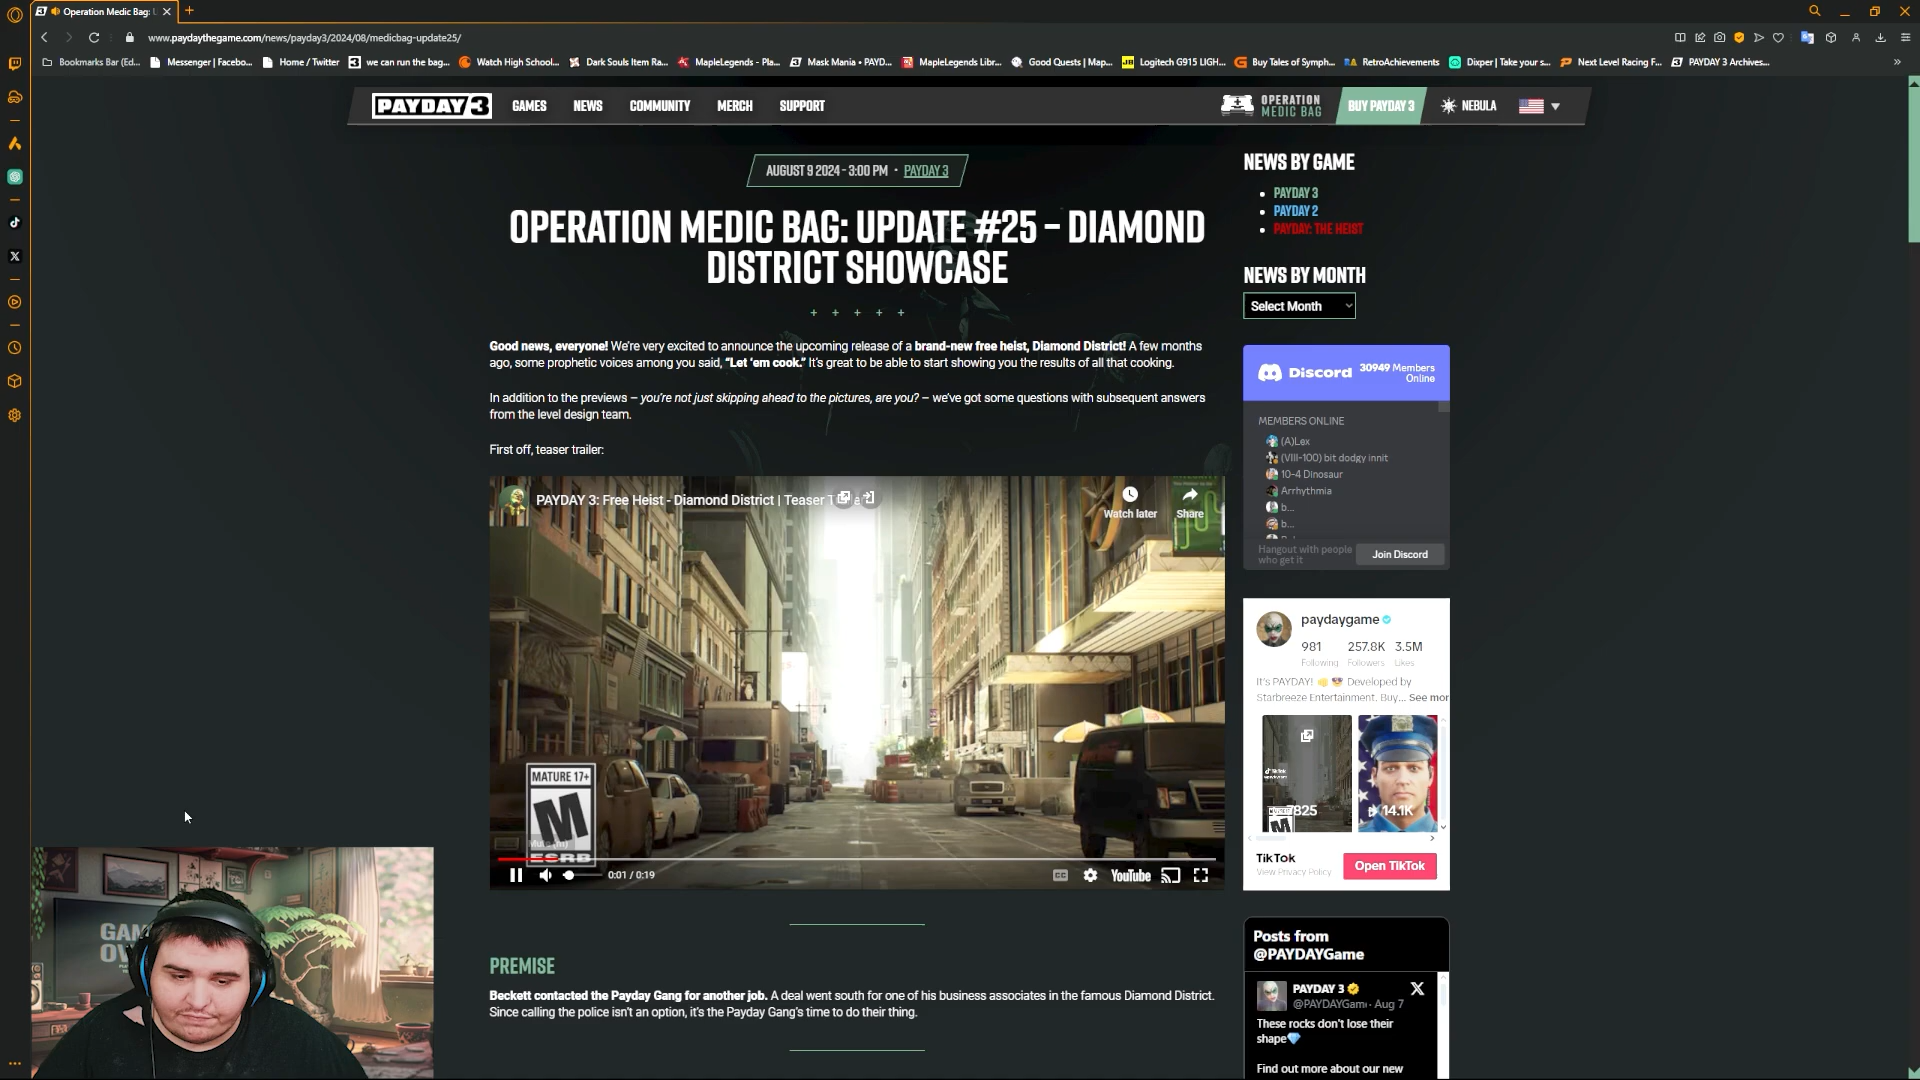 Operation Medic Bag:
www.paydaythegame.com/news/payday3/2024/08/medicbag-update25/
Bookmarks Bar (Ed...
Messenger | Faceboo...
Home / Twitter
we can run the bag...
Watch High School...
Dark Souls Item Ra...
MapleLegends - Pla...
Mask Mania • PAYD...
MapleLegends Libr...
Good Quests | Map...
Logitech G915 LIGH...
Buy Tales of Symph...
RetroAchievements
Dixper | Take your s...
Next Level Racing F...
PAYDAY 3 Archives...
PAYDAY 3
GAMES
NEWS
COMMUNITY
MERCH
SUPPORT
OPERATION
MEDIC BAG
BUY PAYDAY 3
NEBULA
AUGUST 9 2024 - 3:00 PM • PAYDAY 3
OPERATION MEDIC BAG: UPDATE #25 – DIAMOND
DISTRICT SHOWCASE
+ + + + +
Good news, everyone! We're very excited to announce the upcoming release of a brand-new free heist, Diamond District! A few months
ago, some prophetic voices among you said, “Let ‘em cook.” It's great to be able to start showing you the results of all that cooking.
In addition to the previews – you're not just skipping ahead to the pictures, are you? – we've got some questions with subsequent answers
from the level design team.
First off, teaser trailer:
PAYDAY 3: Free Heist - Diamond District | Teaser
Watch later
Share
MATURE 17+
M
ESRB
Mute (m)
0:01 / 0:19
CC
YouTube
PREMISE
Beckett contacted the Payday Gang for another job. A deal went south for one of his business associates in the famous Diamond District.
Since calling the police isn't an option, it's the Payday Gang's time to do their thing.
NEWS BY GAME
PAYDAY 3
PAYDAY 2
PAYDAY: THE HEIST
NEWS BY MONTH
Select Month
Discord
30949 Members
Online
MEMBERS ONLINE
(A)Lex
(VIII-100) bit dodgy innit
10-4 Dinosaur
Arrhythmia
b...
b...
Hangout with people
who get it
Join Discord
paydaygame
981
257.8K
3.5M
Following
Followers
Likes
It's PAYDAY! Developed by
Starbreeze Entertainment. Buy... See mor
M
825
14.1K
TikTok
View Privacy Policy
Open TikTok
Posts from
@PAYDAYGame
PAYDAY 3
@PAYDAYGam · Aug 7
These rocks don't lose their
shape
Find out more about our new
GAM
OV